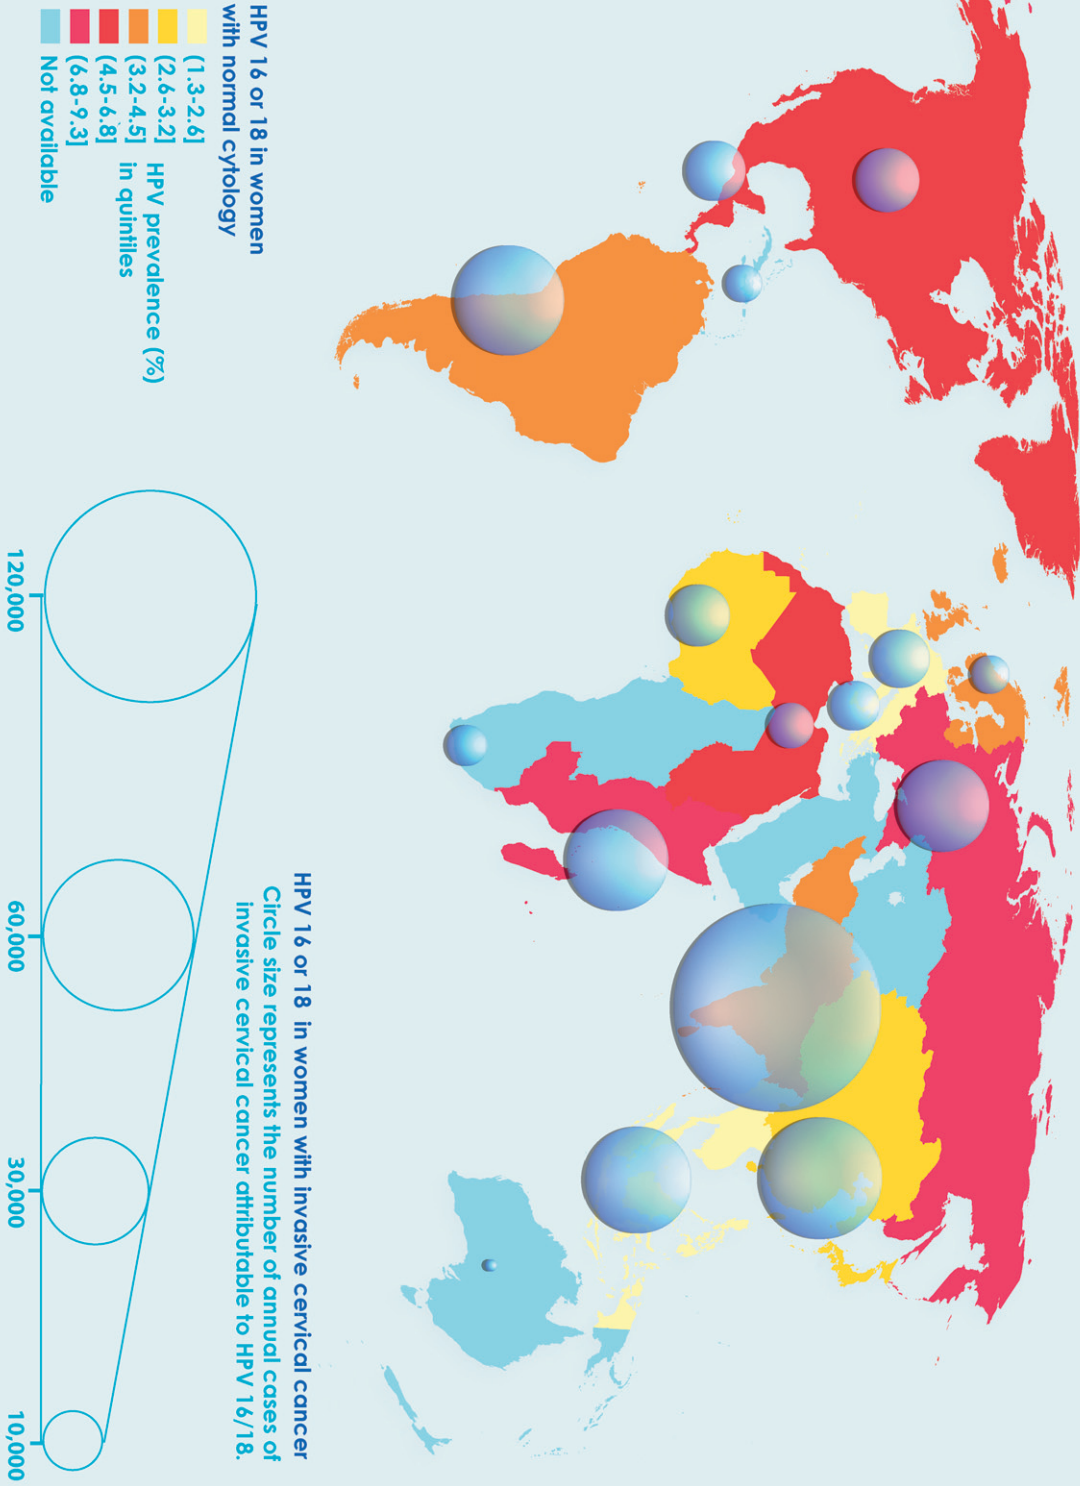 HPV 16 or 18 in women
with normal cytology
(1.3-2.6]
(2.6-3.2]
(3.2-4.5]
(4.5-6.8]
(6.8-9.3]
Not available
HPV prevalence (%)
in quintiles
HPV 16 or 18 in women with invasive cervical cancer
Circle size represents the number of annual cases of
invasive cervical cancer attributable to HPV 16/18.
120,000
60,000
30,000
10,000